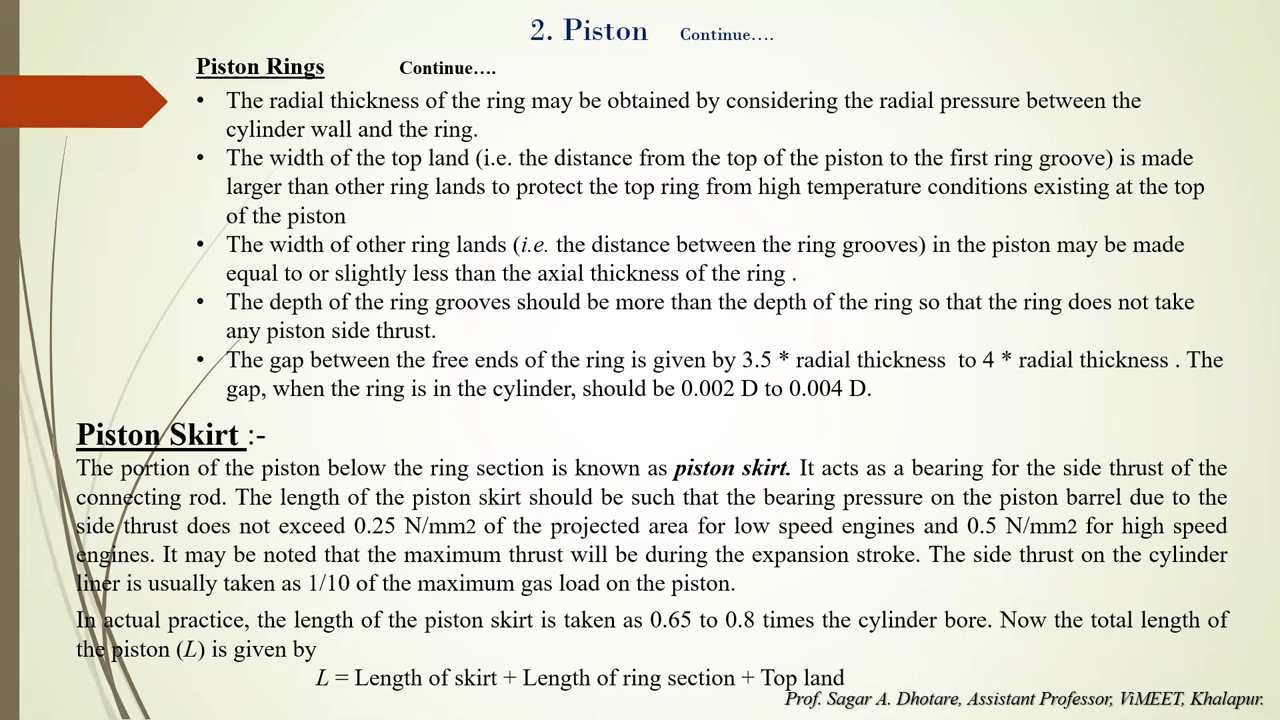 2. Piston Continue….
Piston Rings Continue….
• The radial thickness of the ring may be obtained by considering the radial pressure between the
cylinder wall and the ring.
• The width of the top land (i.e. the distance from the top of the piston to the first ring groove) is made
larger than other ring lands to protect the top ring from high temperature conditions existing at the top
of the piston
• The width of other ring lands (i.e. the distance between the ring grooves) in the piston may be made
equal to or slightly less than the axial thickness of the ring .
• The depth of the ring grooves should be more than the depth of the ring so that the ring does not take
any piston side thrust.
• The gap between the free ends of the ring is given by 3.5 * radial thickness to 4 * radial thickness . The
gap, when the ring is in the cylinder, should be 0.002 D to 0.004 D.
Piston Skirt :-
The portion of the piston below the ring section is known as piston skirt. It acts as a bearing for the side thrust of the
connecting rod. The length of the piston skirt should be such that the bearing pressure on the piston barrel due to the
side thrust does not exceed 0.25 N/mm2 of the projected area for low speed engines and 0.5 N/mm2 for high speed
engines. It may be noted that the maximum thrust will be during the expansion stroke. The side thrust on the cylinder
liner is usually taken as 1/10 of the maximum gas load on the piston.
In actual practice, the length of the piston skirt is taken as 0.65 to 0.8 times the cylinder bore. Now the total length of
the piston (L) is given by
L = Length of skirt + Length of ring section + Top land
Prof. Sagar A. Dhotare, Assistant Professor, ViMEET, Khalapur.